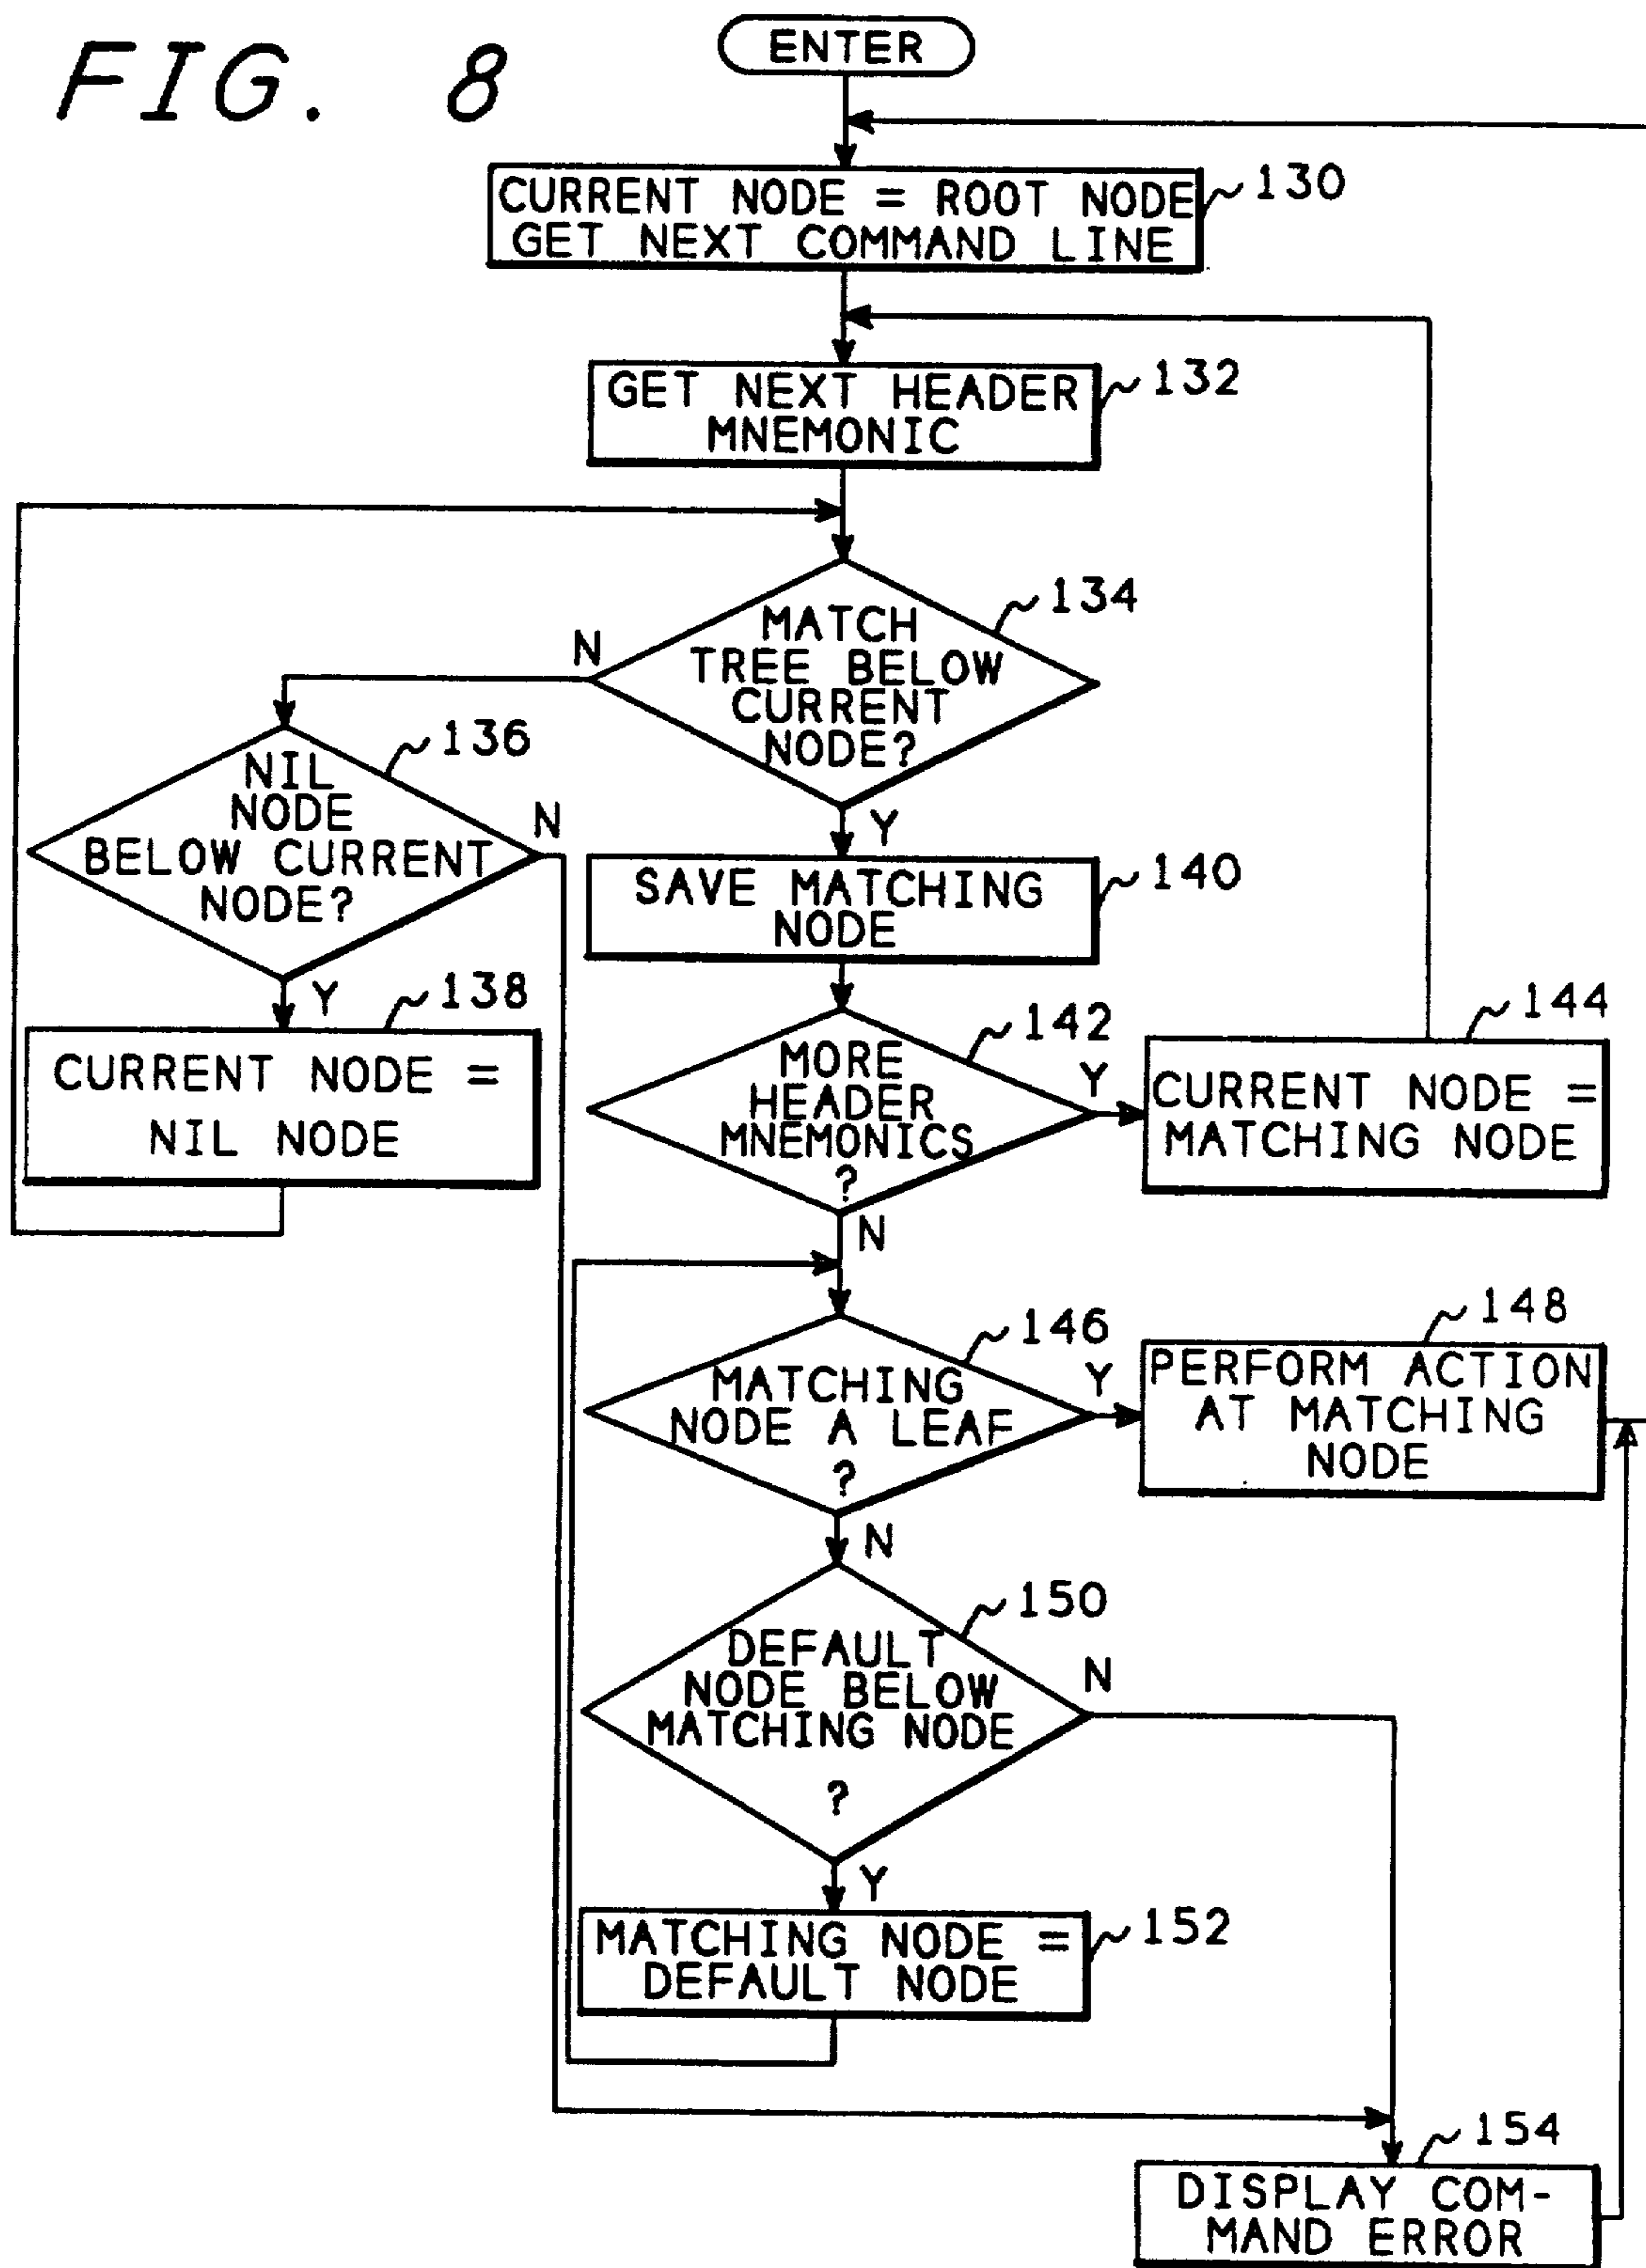 FIG. 8
ENTER
CURRENT NODE = ROOT NODE
GET NEXT COMMAND LINE
130
GET NEXT HEADER
MNEMONIC
132
MATCH
TREE BELOW
CURRENT
NODE?
134
N
Y
NIL
NODE
BELOW CURRENT
NODE?
136
N
Y
CURRENT NODE =
NIL NODE
138
SAVE MATCHING
NODE
140
MORE
HEADER
MNEMONICS
?
142
Y
N
CURRENT NODE =
MATCHING NODE
144
MATCHING
NODE A LEAF
?
146
Y
N
PERFORM ACTION
AT MATCHING
NODE
148
DEFAULT
NODE BELOW
MATCHING NODE
?
150
N
Y
MATCHING NODE =
DEFAULT NODE
152
DISPLAY COM-
MAND ERROR
154